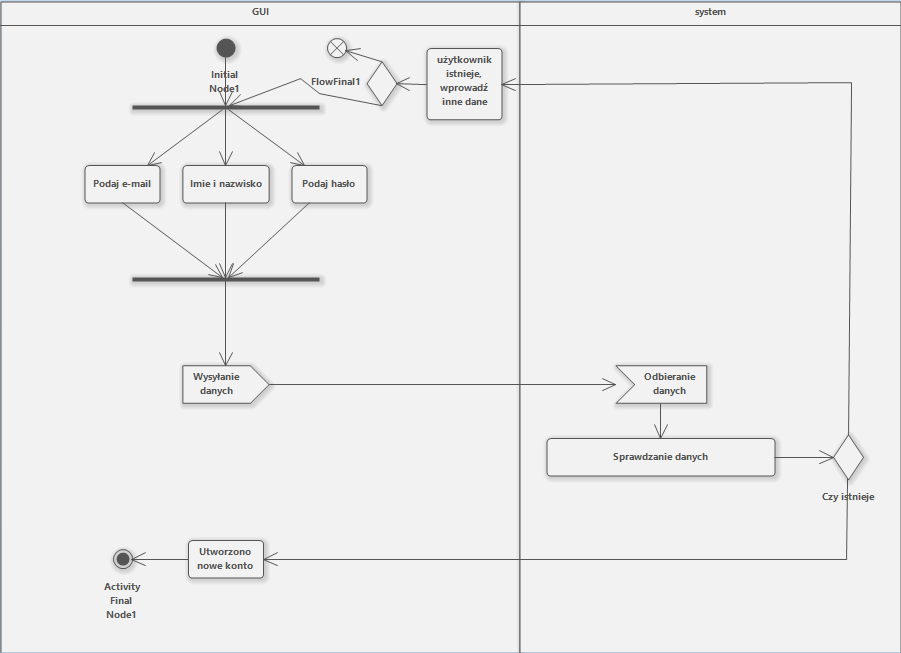 GUI
system
Initial
Node1
FlowFinal1
użytkownik
istnieje,
wprowadź
inne dane
Podaj e-mail
Imie i nazwisko
Podaj hasło
Wysyłanie
danych
Odbieranie
danych
Sprawdzanie danych
Czy istnieje
Utworzono
nowe konto
Activity
Final
Node1